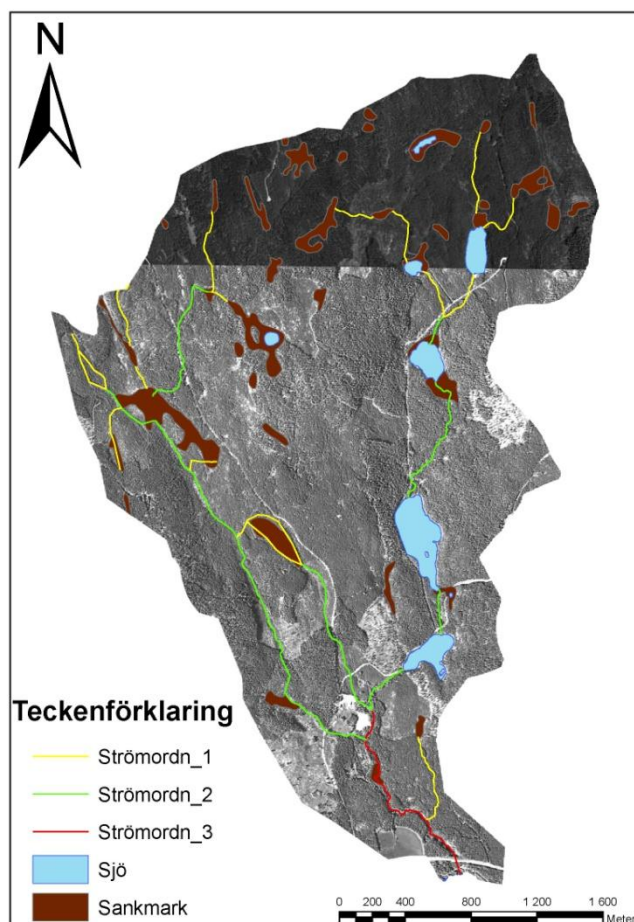 N
Teckenförklaring
Strömordn_1
Strömordn_2
Strömordn_3
Sjö
Sankmark
0 200 400 800 1 200 1 600
Meter